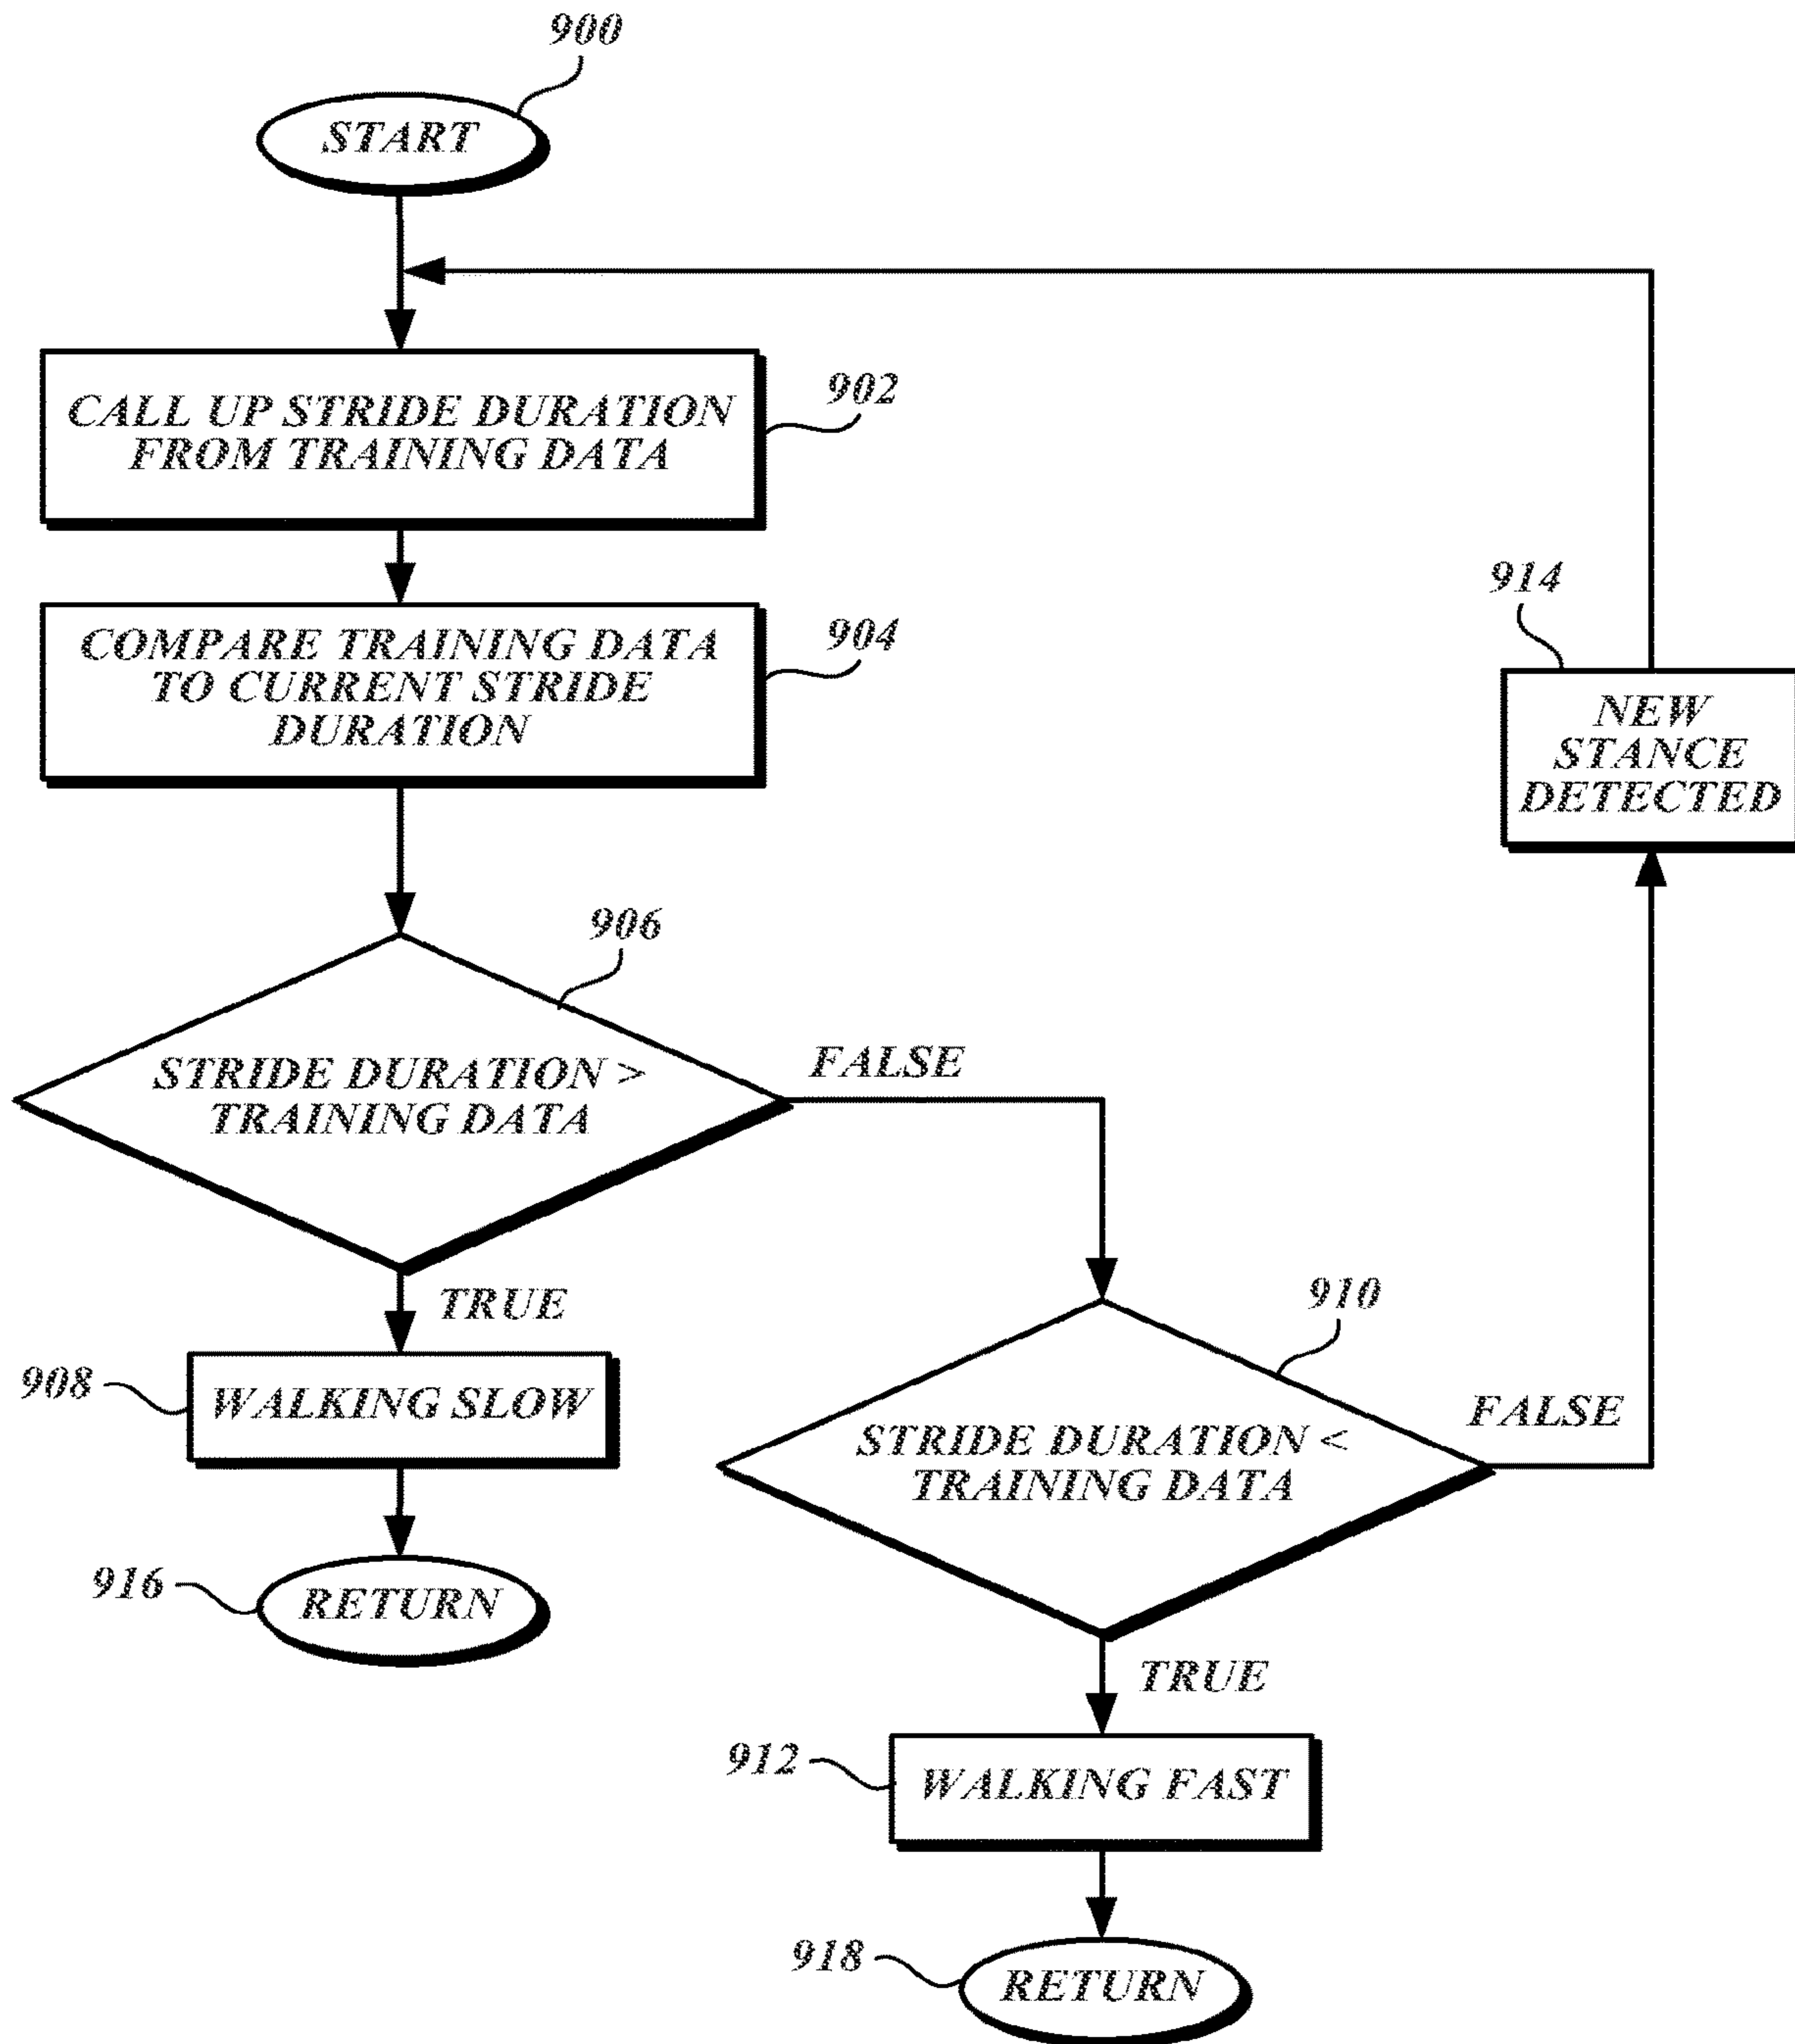 900
START
CALL UP STRIDE DURATION
FROM TRAINING DATA
902
COMPARE TRAINING DATA
TO CURRENT STRIDE
DURATION
904
914
NEW
STANCE
DETECTED
906
STRIDE DURATION >
TRAINING DATA
FALSE
TRUE
908
WALKING SLOW
916
RETURN
910
STRIDE DURATION <
TRAINING DATA
FALSE
TRUE
912
WALKING FAST
918
RETURN